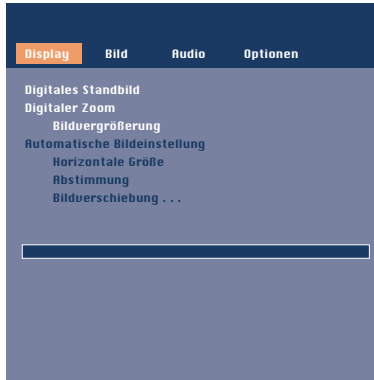 Display Bild Audio Optionen
Digitales Standbild
Digitaler Zoom
Bildvergrößerung
Automatische Bildeinstellung
Horizontale Größe
Abstimmung
Bildverschiebung . . .